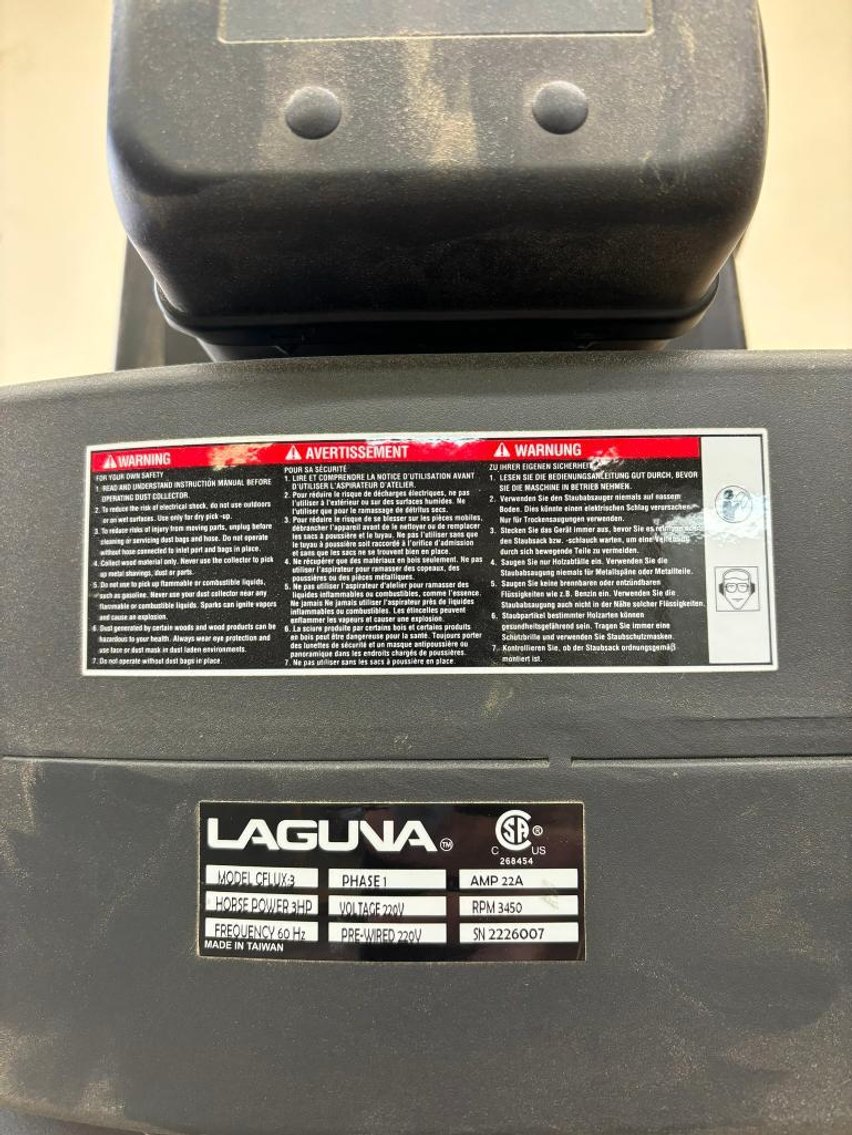 WARNING
FOR YOUR OWN SAFETY
1. READ AND UNDERSTAND INSTRUCTION MANUAL BEFORE
OPERATING DUST COLLECTOR.
2. To reduce the risk of electrical shock, do not use outdoors
or on wet surfaces. Use only for dry pick -up.
3. To reduce risks of injury from moving parts, unplug before
cleaning or servicing dust bags and hose. Do not operate
without hose connected to inlet port and bags in place.
4. Collect wood material only. Never use the collector to pick
up metal shavings, dust or parts.
5. Do not use to pick up flammable or combustible liquids,
such as gasoline. Never use your dust collector near any
flammable or combustible liquids. Sparks can ignite vapors
and cause an explosion.
6. Dust generated by certain woods and wood products can be
hazardous to your health. Always wear eye protection and
use face or dust mask in dust laden environments.
7. Do not operate without dust bags in place.
AVERTISSEMENT
POUR SA SÉCURITÉ
1. LIRE ET COMPRENDRE LA NOTICE D'UTILISATION AVANT
D'UTILISER L'ASPIRATEUR D'ATELIER.
2. Pour réduire le risque de décharges électriques, ne pas
l'utiliser à l'extérieur ou sur des surfaces humides. Ne
l'utiliser que pour le ramassage de détritus secs.
3. Pour réduire le risque de se blesser sur les pièces mobiles,
débrancher l'appareil avant de le nettoyer ou de remplacer
les sacs à poussière et le tuyau. Ne pas l'utiliser sans que
le tuyau à poussière soit raccordé à l'orifice d'admission
et sans que les sacs ne se trouvent bien en place.
4. Ne récupérer que des matériaux en bois seulement. Ne pas
utiliser l'aspirateur pour ramasser des copeaux, des
poussières ou des pièces métalliques.
5. Ne pas utiliser l'aspirateur d'atelier pour ramasser des
liquides inflammables ou combustibles, comme l'essence.
Ne jamais Ne jamais utiliser l'aspirateur près de liquides
inflammables ou combustibles. Les étincelles peuvent
enflammer les vapeurs et causer une explosion.
6. La sciure produite par certains bois et certains produits
en bois peut être dangereuse pour la santé. Toujours porter
des lunettes de sécurité et un masque antipoussière ou
panoramique dans les endroits chargés de poussières.
7. Ne pas utiliser sans les sacs à poussière en place
WARNUNG
ZU IHRER EIGENEN SICHERHEIT
1. LESEN SIE DIE BEDIENUNGSANLEITUNG GUT DURCH, BEVOR
SIE DIE MASCHINE IN BETRIEB NEHMEN.
2. Verwenden Sie den Staubabsauger niemals auf nassem
Boden. Dies könnte einen elektrischen Schlag verursachen.
Nur für Trockensaugungen verwenden.
3. Stecken Sie das Gerät immer aus, bevor Sie es
den Staubsack bzw. -schlauch warten, um eine Verletzung
durch sich bewegende Teile zu vermeiden.
4. Saugen Sie nur Holzabfälle ein. Verwenden Sie die
Staubabsaugung niemals für Metallspäne oder Metallteile.
5. Saugen Sie keine brennbaren oder entzündbaren
Flüssigkeiten wie z.B. Benzin ein. Verwenden Sie die
Staubabsaugung auch nicht in der Nähe solcher Flüssigkeiten.
6. Staubpartikel bestimmter Holzarten können
gesundheitsgefährdend sein. Tragen Sie immer eine
Schützbrille und verwenden Sie Staubschutzmasken.
7. Kontrollieren Sie, ob der Staubsack ordnungsgemäß
montiert ist.
LAGUNA TM
CSA ® C US
268454
MODEL CFLUX:3 PHASE 1 AMP 22A
HORSE POWER 3HP VOLTAGE 220V RPM 3450
FREQUENCY 60 Hz PRE-WIRED 220V SN 2226007
MADE IN TAIWAN